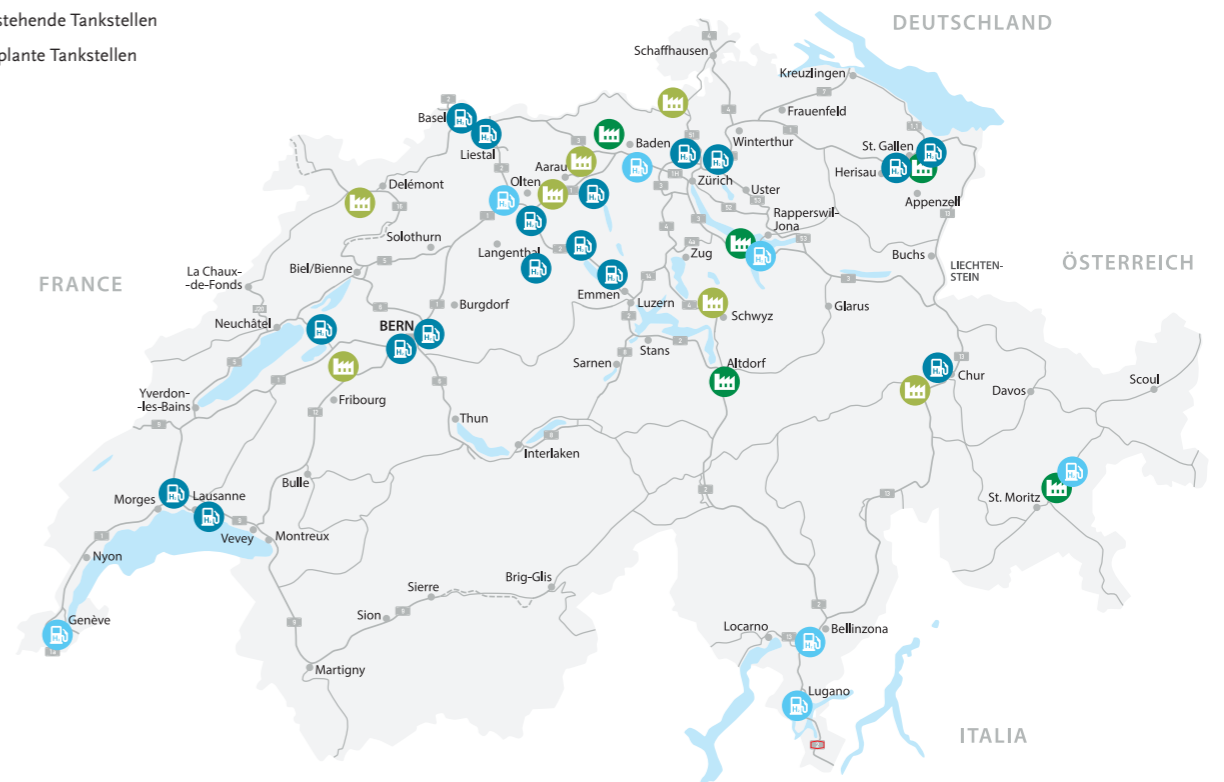 stehende Tankstellen
plante Tankstellen
DEUTSCHLAND
Schaffhausen
Kreuzlingen
Frauenfeld
Basel
Liestal
Baden
Winterthur
St. Gallen
Herisau
Aarau
Zürich
Delémont
Olten
Uster
Appenzell
Rapperswil-
Jona
Solothurn
Langenthal
Zug
Buchs
LIECHTEN-
STEIN
ÖSTERREICH
La Chaux-
-de-Fonds
Biel/Bienne
FRANCE
Emmen
Luzern
Burgdorf
Glarus
Neuchâtel
BERN
Schwyz
Stans
Sarnen
Altdorf
Chur
Davos
Scoul
Yverdon-
-les-Bains
Fribourg
Thun
Interlaken
Bulle
Morges
Lausanne
St. Moritz
Vevey
Montreux
Nyon
Brig-Glis
Sierre
Sion
Genève
Locarno
Bellinzona
Martigny
Lugano
ITALIA